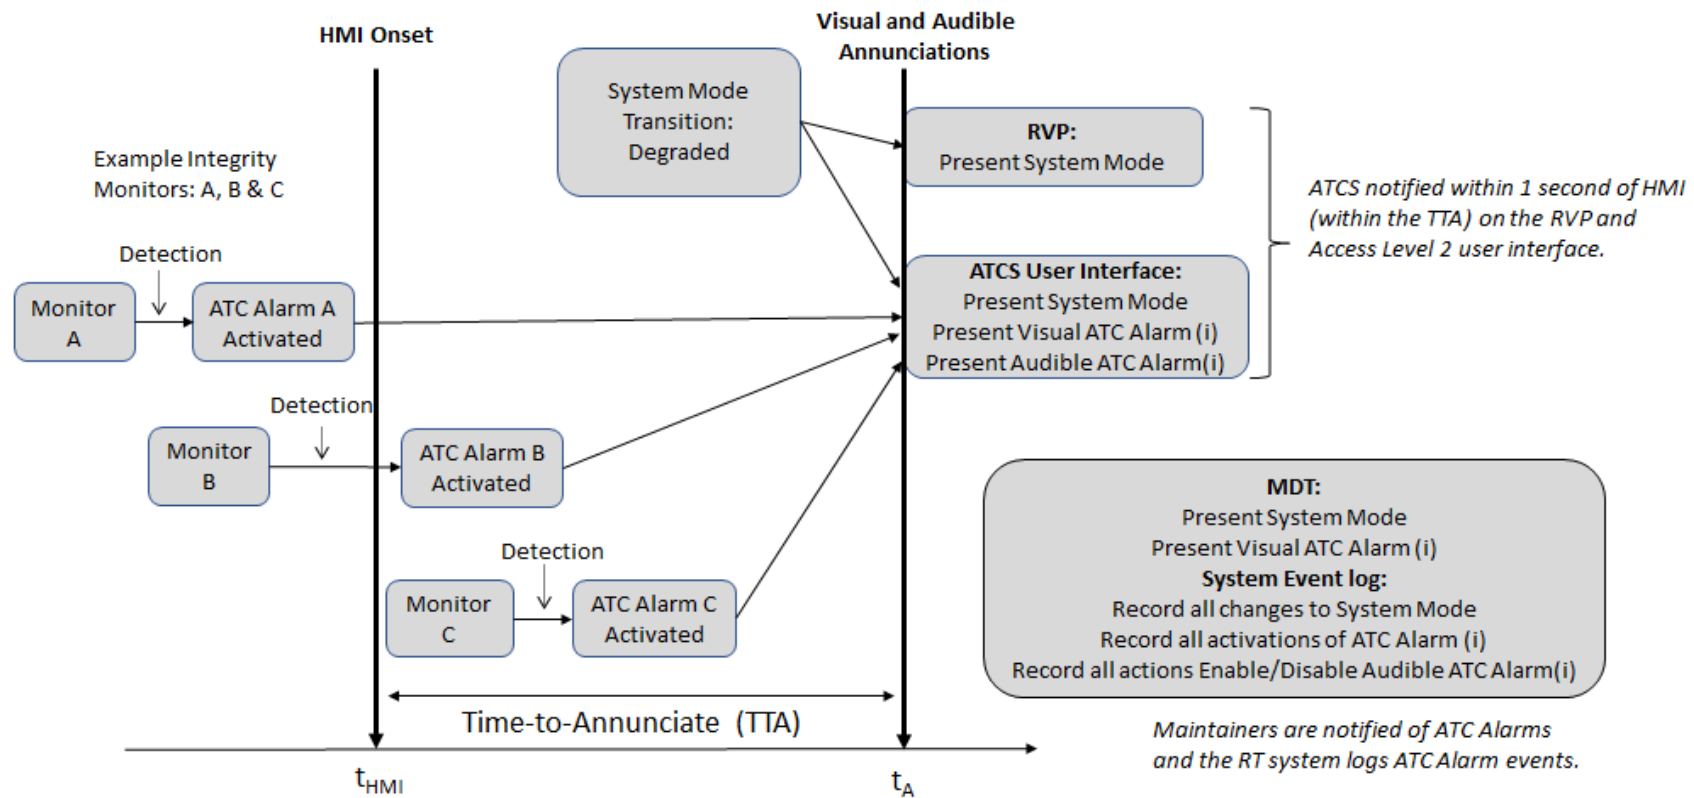 HMI Onset
Visual and Audible
Annunciations
System Mode
Transition:
Degraded
RVP:
Present System Mode
Example Integrity
Monitors: A, B & C
ATCS notified within 1 second of HMI
(within the TTA) on the RVP and
Access Level 2 user interface.
Detection
Monitor
A
ATC Alarm A
Activated
ATCS User Interface:
Present System Mode
Present Visual ATC Alarm (i)
Present Audible ATC Alarm(i)
Detection
Monitor
B
ATC Alarm B
Activated
Detection
Monitor
C
ATC Alarm C
Activated
MDT:
Present System Mode
Present Visual ATC Alarm (i)
System Event log:
Record all changes to System Mode
Record all activations of ATC Alarm (i)
Record all actions Enable/Disable Audible ATC Alarm(i)
Time-to-Annunciate (TTA)
Maintainers are notified of ATC Alarms
and the RT system logs ATC Alarm events.
tHMI
tA